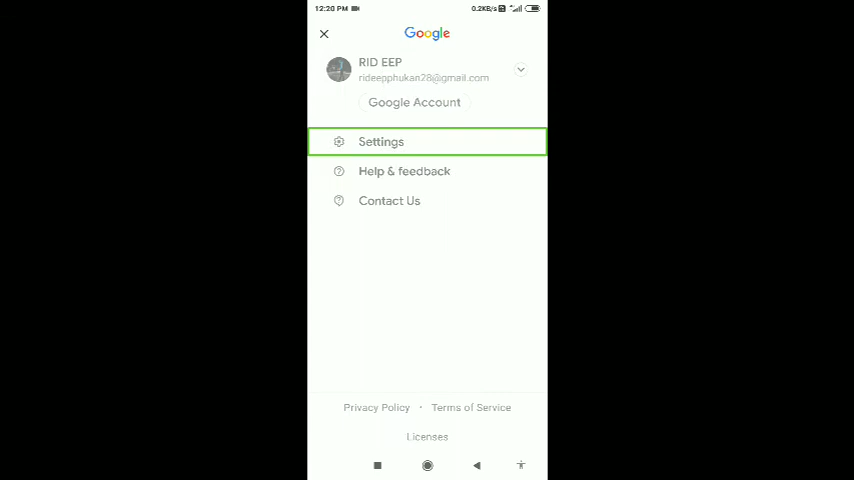 12:20 PM 0.2KB/s
Google
RID EEP
rideepphukan28@gmail.com
Google Account
Settings
Help & feedback
Contact Us
Privacy Policy • Terms of Service
Licenses